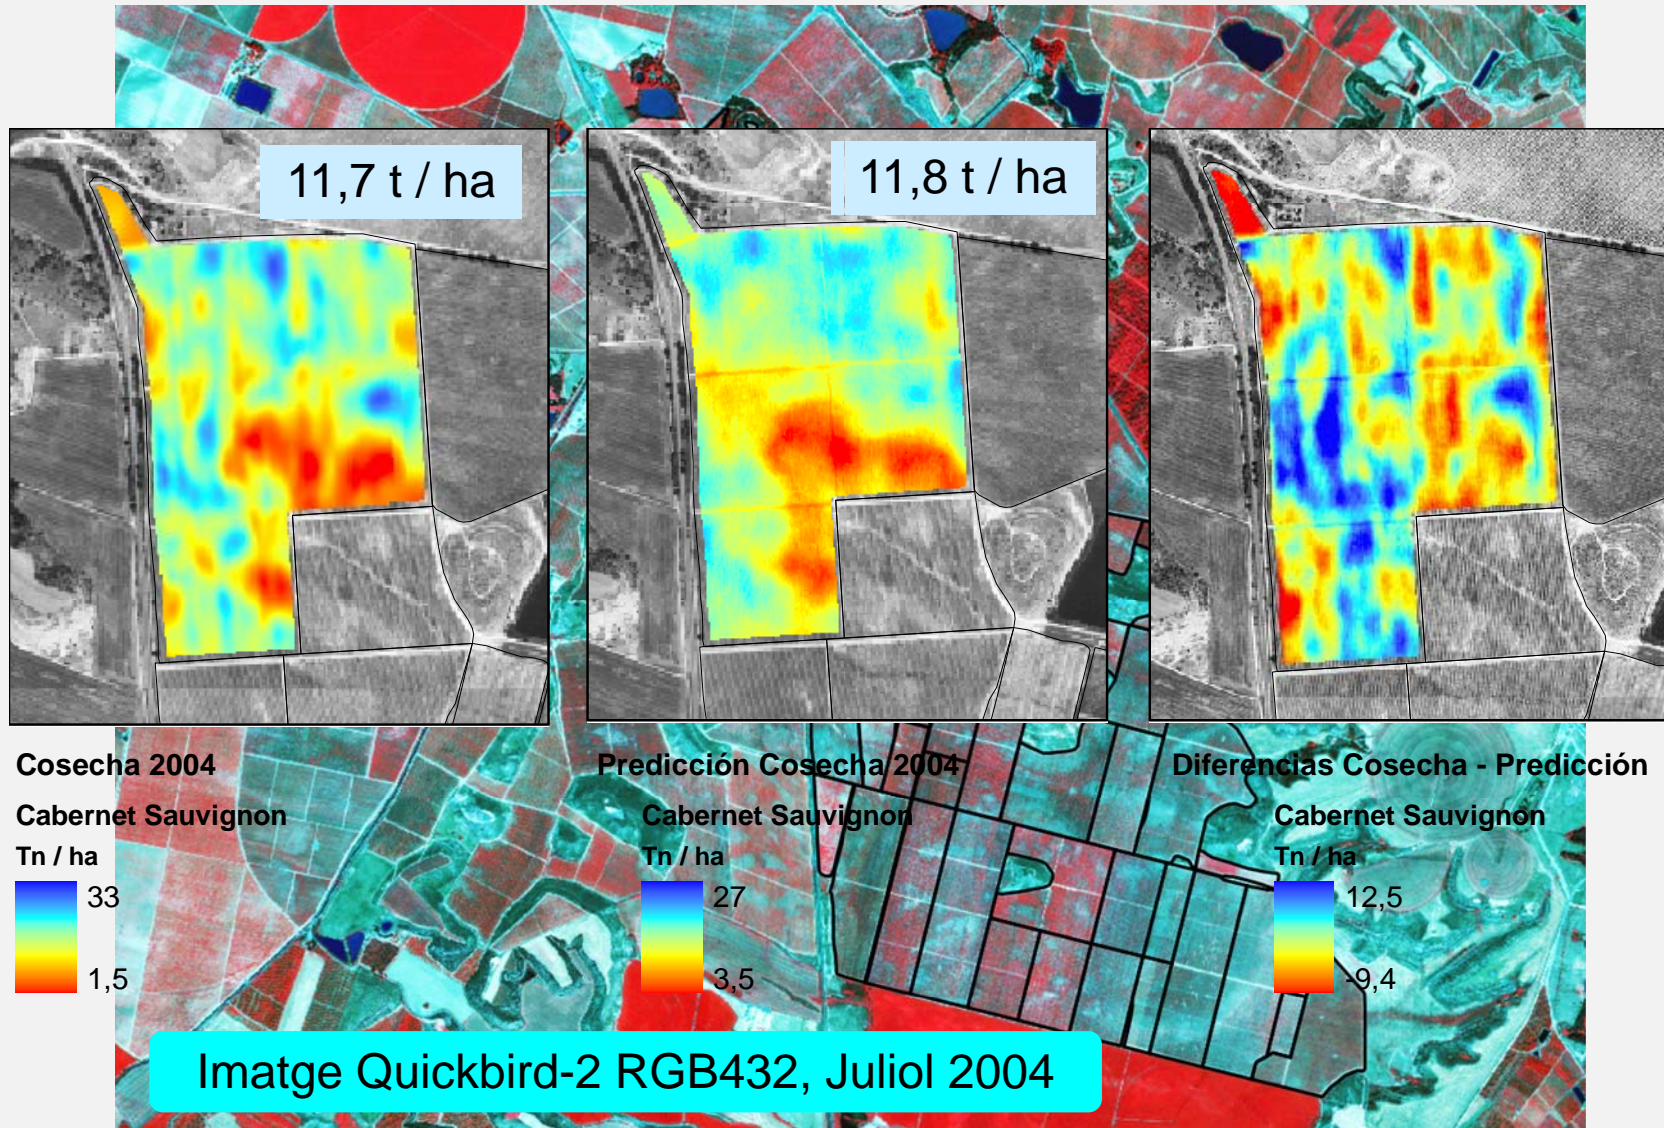 11,7 t / ha
11,8 t / ha
Cosecha 2004
Cabernet Sauvignon
Tn / ha
33
1,5
Predicción Cosecha 2004
Cabernet Sauvignon
Tn / ha
27
3,5
Diferencias Cosecha - Predicción
Cabernet Sauvignon
Tn / ha
12,5
-9,4
Imatge Quickbird-2 RGB432, Juliol 2004